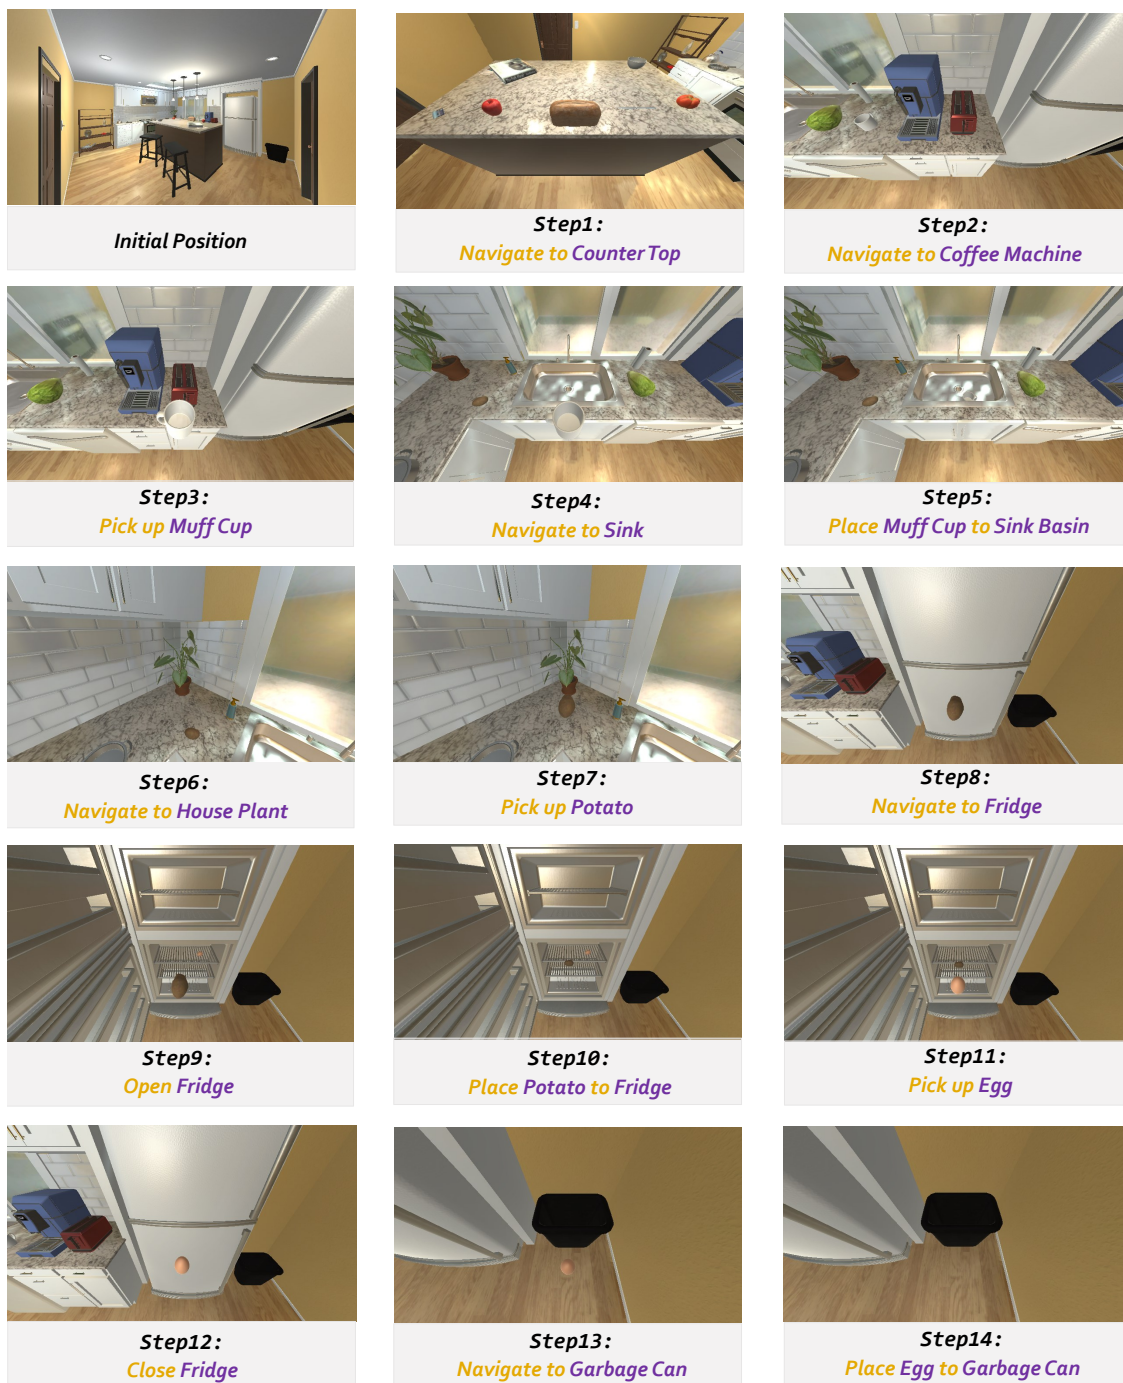 Initial Position
Step1:
Navigate to Counter Top
Step2:
Navigate to Coffee Machine
Step3:
Pick up Muff Cup
Step4:
Navigate to Sink
Step5:
Place Muff Cup to Sink Basin
Step6:
Navigate to House Plant
Step7:
Pick up Potato
Step8:
Navigate to Fridge
Step9:
Open Fridge
Step10:
Place Potato to Fridge
Step11:
Pick up Egg
Step12:
Close Fridge
Step13:
Navigate to Garbage Can
Step14:
Place Egg to Garbage Can